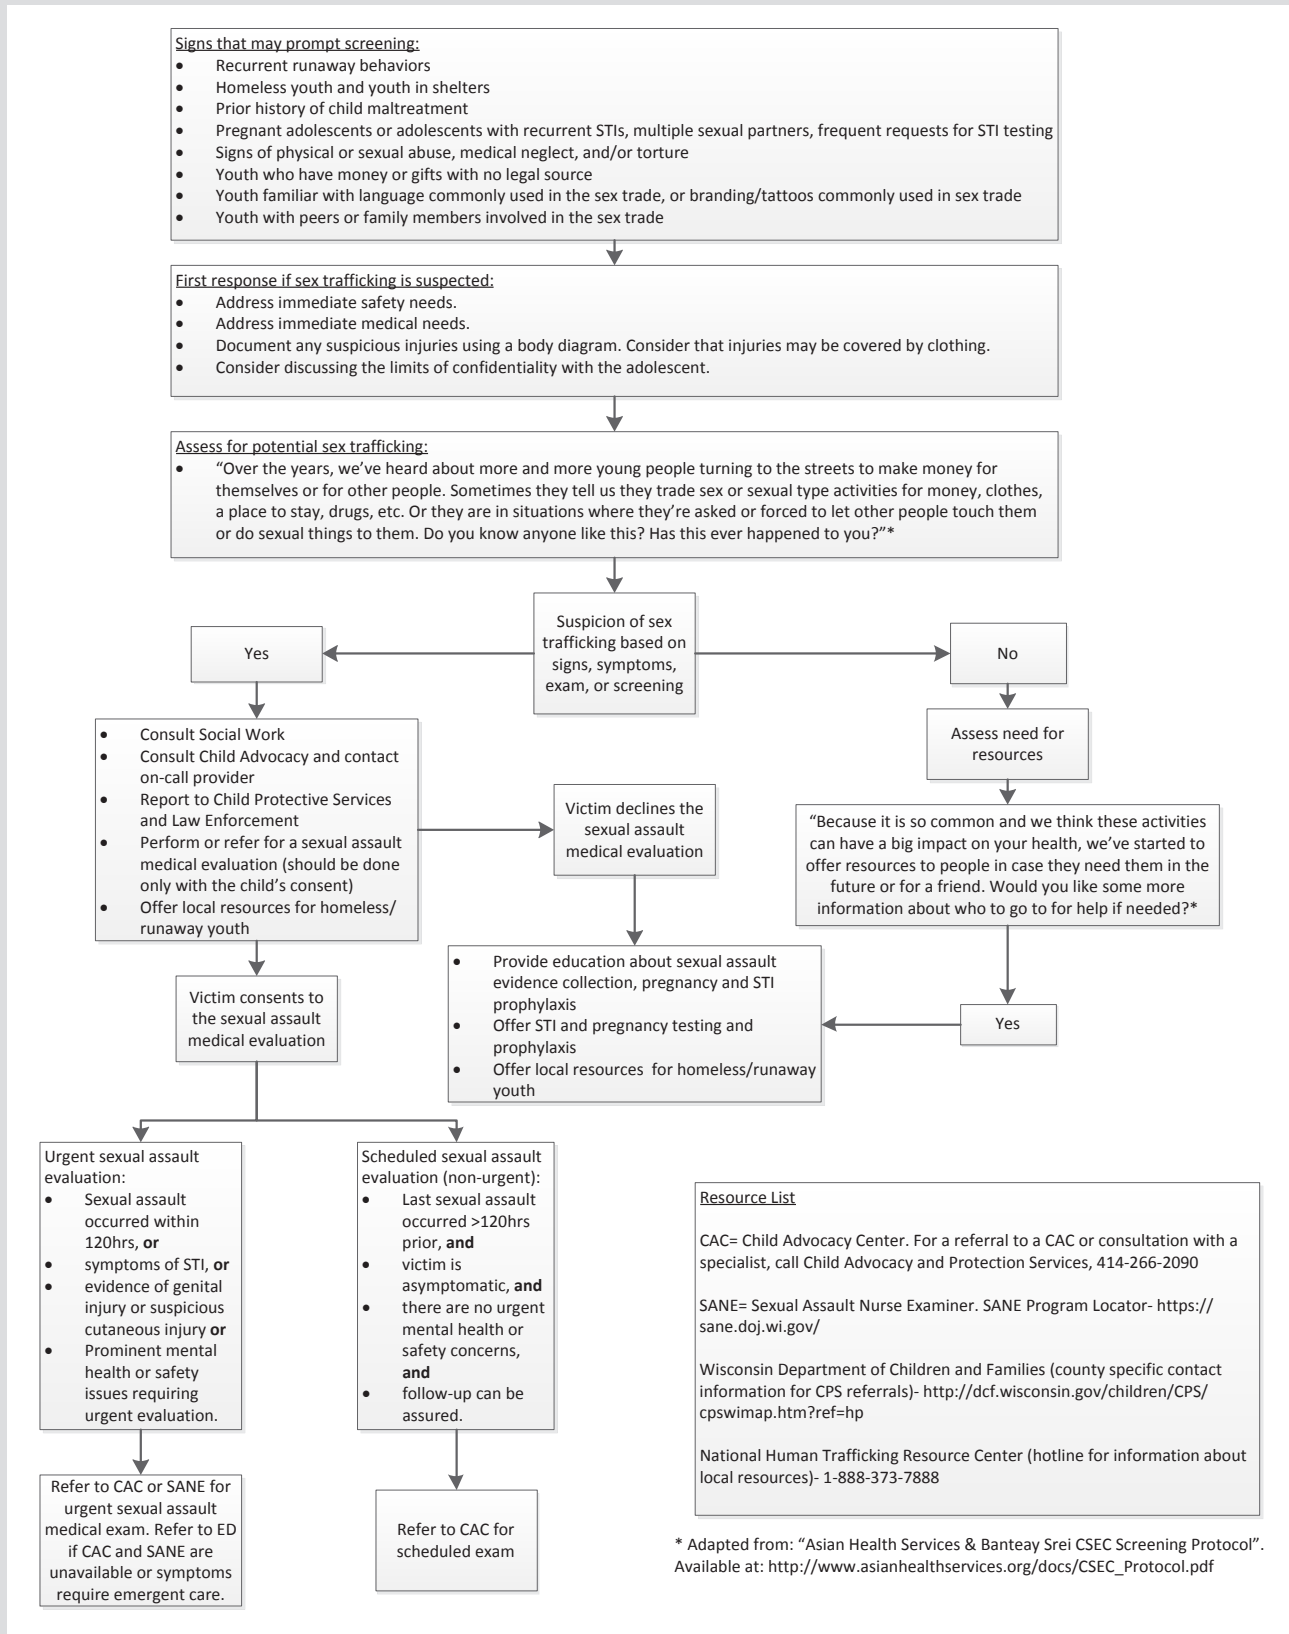 Signs that may prompt screening:
• Recurrent runaway behaviors
• Homeless youth and youth in shelters
• Prior history of child maltreatment
• Pregnant adolescents or adolescents with recurrent STIs, multiple sexual partners, frequent requests for STI testing
• Signs of physical or sexual abuse, medical neglect, and/or torture
• Youth who have money or gifts with no legal source
• Youth familiar with language commonly used in the sex trade, or branding/tattoos commonly used in sex trade
• Youth with peers or family members involved in the sex trade
First response if sex trafficking is suspected:
• Address immediate safety needs.
• Address immediate medical needs.
• Document any suspicious injuries using a body diagram. Consider that injuries may be covered by clothing.
• Consider discussing the limits of confidentiality with the adolescent.
Assess for potential sex trafficking:
• “Over the years, we’ve heard about more and more young people turning to the streets to make money for
themselves or for other people. Sometimes they tell us they trade sex or sexual type activities for money, clothes,
a place to stay, drugs, etc. Or they are in situations where they’re asked or forced to let other people touch them
or do sexual things to them. Do you know anyone like this? Has this ever happened to you?”*
Suspicion of sex
trafficking based on
signs, symptoms,
exam, or screening
Yes
No
• Consult Social Work
• Consult Child Advocacy and contact
on-call provider
• Report to Child Protective Services
and Law Enforcement
• Perform or refer for a sexual assault
medical evaluation (should be done
only with the child’s consent)
• Offer local resources for homeless/
runaway youth
Victim declines the
sexual assault
medical evaluation
Assess need for
resources
“Because it is so common and we think these activities
can have a big impact on your health, we’ve started to
offer resources to people in case they need them in the
future or for a friend. Would you like some more
information about who to go to for help if needed?*
Victim consents to
the sexual assault
medical evaluation
• Provide education about sexual assault
evidence collection, pregnancy and STI
prophylaxis
• Offer STI and pregnancy testing and
prophylaxis
• Offer local resources for homeless/runaway
youth
Yes
Urgent sexual assault
evaluation:
• Sexual assault
occurred within
120hrs, or
• symptoms of STI, or
• evidence of genital
injury or suspicious
cutaneous injury or
• Prominent mental
health or safety
issues requiring
urgent evaluation.
Scheduled sexual assault
evaluation (non-urgent):
• Last sexual assault
occurred >120hrs
prior, and
• victim is
asymptomatic, and
• there are no urgent
mental health or
safety concerns,
and
• follow-up can be
assured.
Refer to CAC or SANE for
urgent sexual assault
medical exam. Refer to ED
if CAC and SANE are
unavailable or symptoms
require emergent care.
Refer to CAC for
scheduled exam
Resource List
CAC= Child Advocacy Center. For a referral to a CAC or consultation with a
specialist, call Child Advocacy and Protection Services, 414-266-2090
SANE= Sexual Assault Nurse Examiner. SANE Program Locator- https://
sane.doj.wi.gov/
Wisconsin Department of Children and Families (county specific contact
information for CPS referrals)- http://dcf.wisconsin.gov/children/CPS/
cpswimap.htm?ref=hp
National Human Trafficking Resource Center (hotline for information about
local resources)- 1-888-373-7888
* Adapted from: “Asian Health Services & Banteay Srei CSEC Screening Protocol”.
Available at: http://www.asianhealthservices.org/docs/CSEC_Protocol.pdf